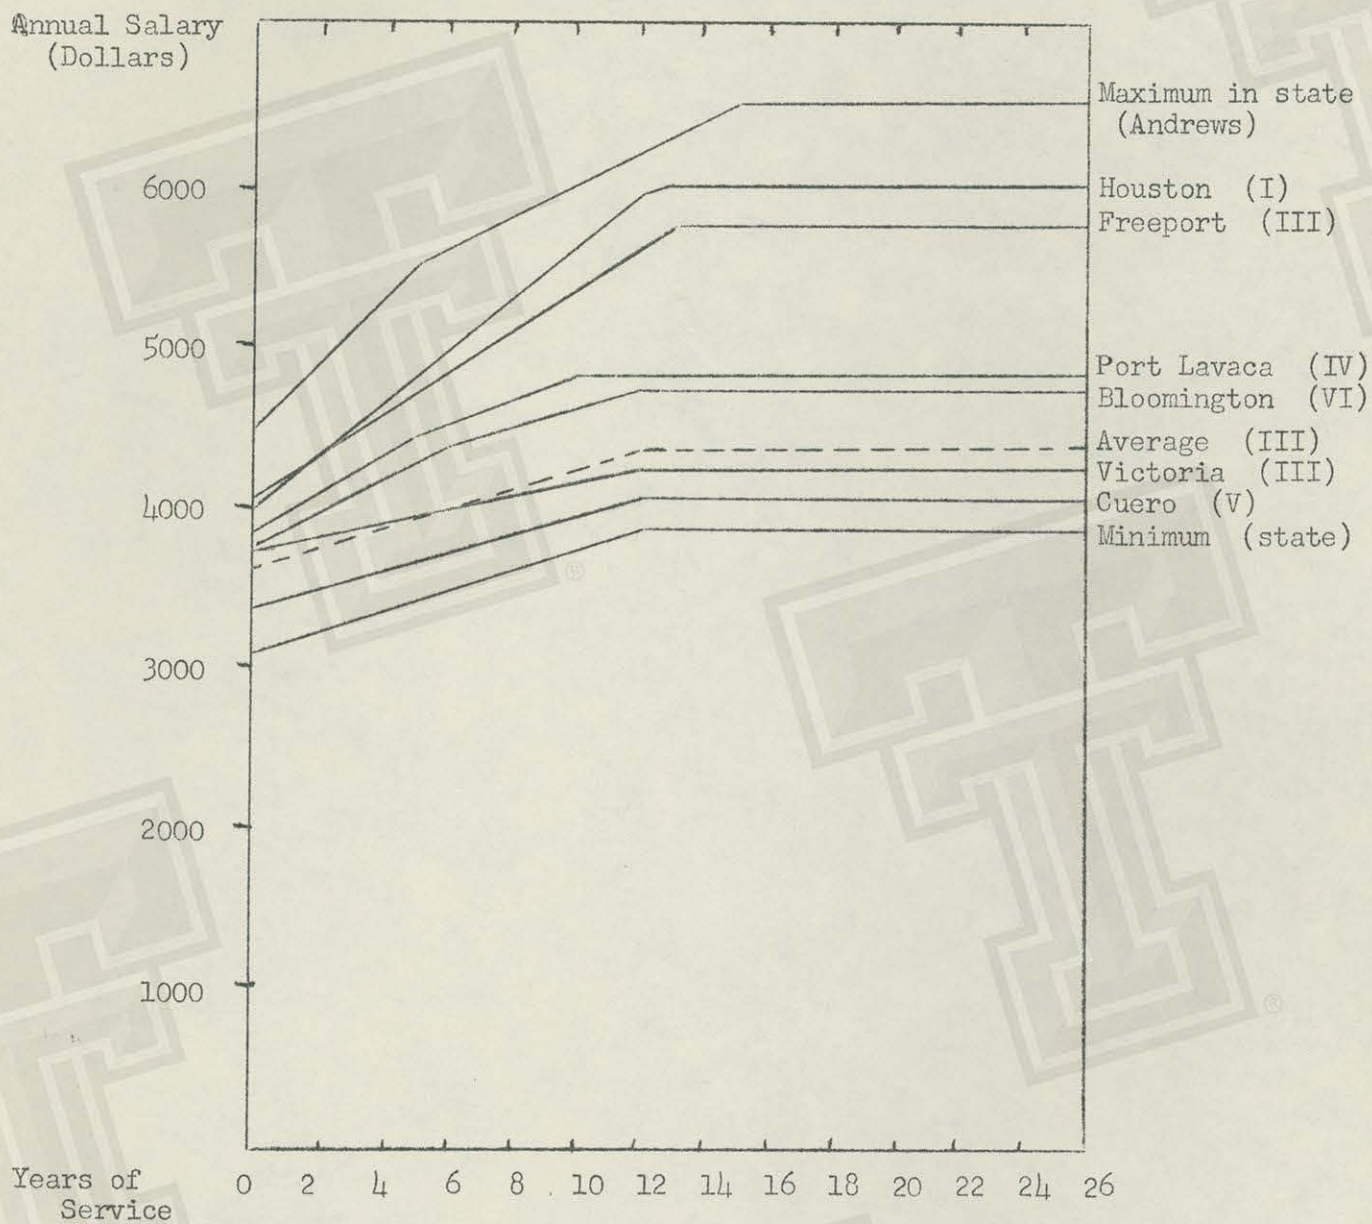 Annual Salary
(Dollars)
6000
5000
4000
3000
2000
1000
Maximum in state
(Andrews)
Houston (I)
Freeport (III)
Port Lavaca (IV)
Bloomington (VI)
Average (III)
Victoria (III)
Cuero (V)
Minimum (state)
Years of
Service
0 2 4 6 8 . 10 12 14 16 18 20 22 24 26